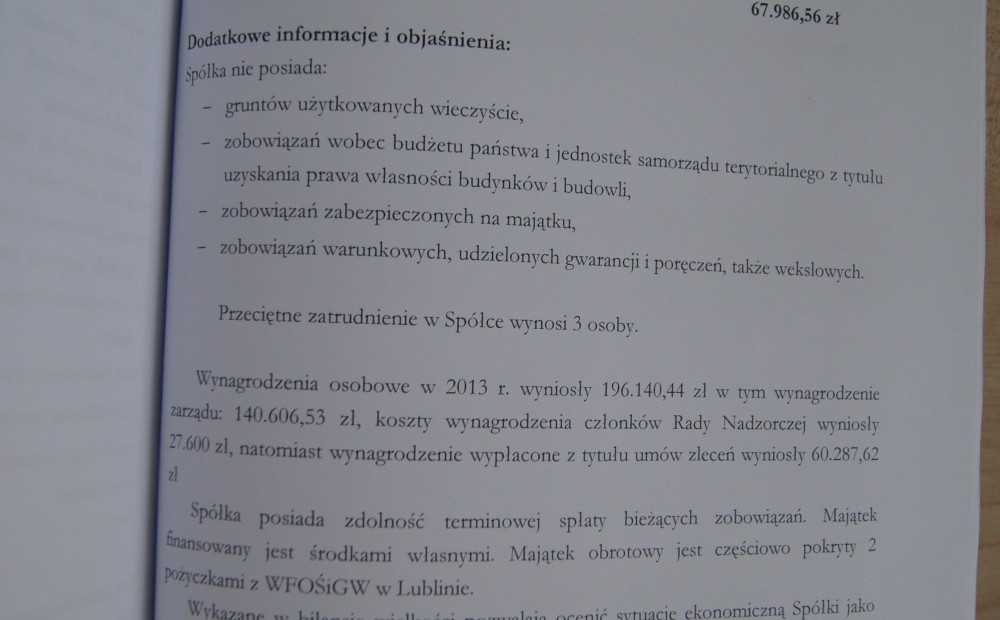 67.986,56 zł
Dodatkowe informacje i objaśnienia:
Spółka nie posiada:
- gruntów użytkowanych wieczyście,
- zobowiązań wobec budżetu państwa i jednostek samorządu terytorialnego z tytułu
uzyskania prawa własności budynków i budowli,
- zobowiązań zabezpieczonych na majątku,
- zobowiązań warunkowych, udzielonych gwarancji i poręczeń, także wekslowych.
Przeciętne zatrudnienie w Spółce wynosi 3 osoby.
Wynagrodzenia osobowe w 2013 r. wyniosły 196.140,44 zł w tym wynagrodzenie
zarządu: 140.606,53 zł, koszty wynagrodzenia członków Rady Nadzorczej wyniosły
27.600 zł, natomiast wynagrodzenie wypłacone z tytułu umów zleceń wyniosły 60.287,62
zł
Spółka posiada zdolność terminowej spłaty bieżących zobowiązań. Majątek
finansowany jest środkami własnymi. Majątek obrotowy jest częściowo pokryty 2
pożyczkami z WFOŚiGW w Lublinie.
Wykazane w bilansie wielkości pozwalają ocenić sytuację ekonomiczną Spółki jako